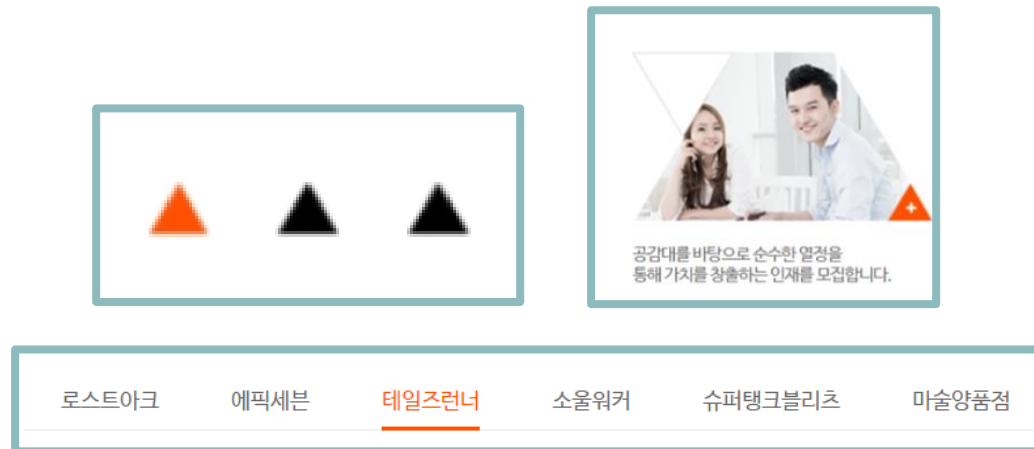 공감대를 바탕으로 순수한 열정을
통해 가치를 창출하는 인재를 모집합니다.
로스트아크 에픽세븐 테일즈런너 소울워커 슈퍼탱크블리츠 마술양품점